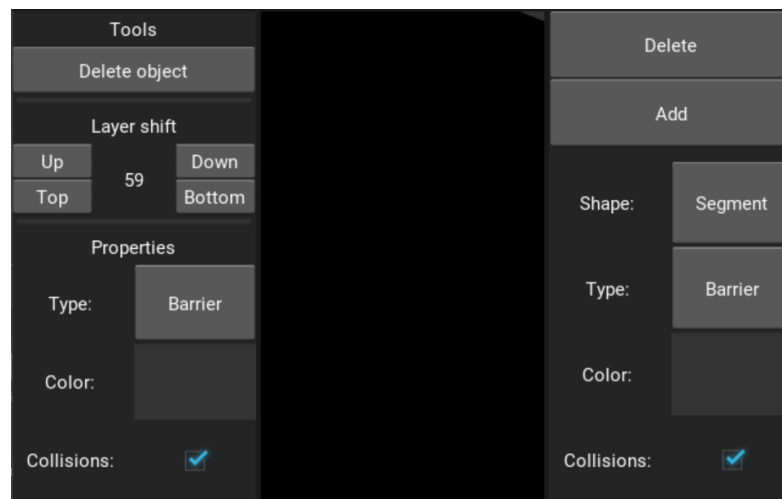 Tools
Delete object
Layer shift
Up
59
Down
Top
Bottom
Properties
Type:
Barrier
Color:
Collisions:
Delete
Add
Shape:
Segment
Type:
Barrier
Color:
Collisions: